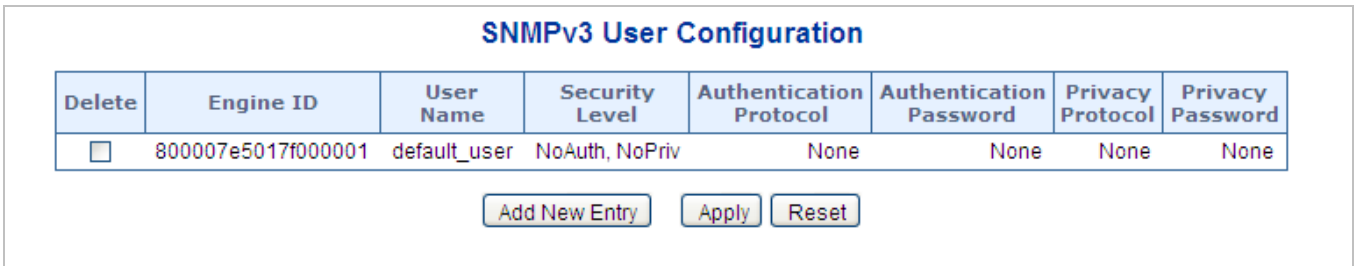 SNMPv3 User Configuration
Delete Engine ID User Name Security Level Authentication Protocol Authentication Password Privacy Protocol Privacy Password
800007e5017f000001 default_user NoAuth, NoPriv None None None None
Add New Entry Apply Reset